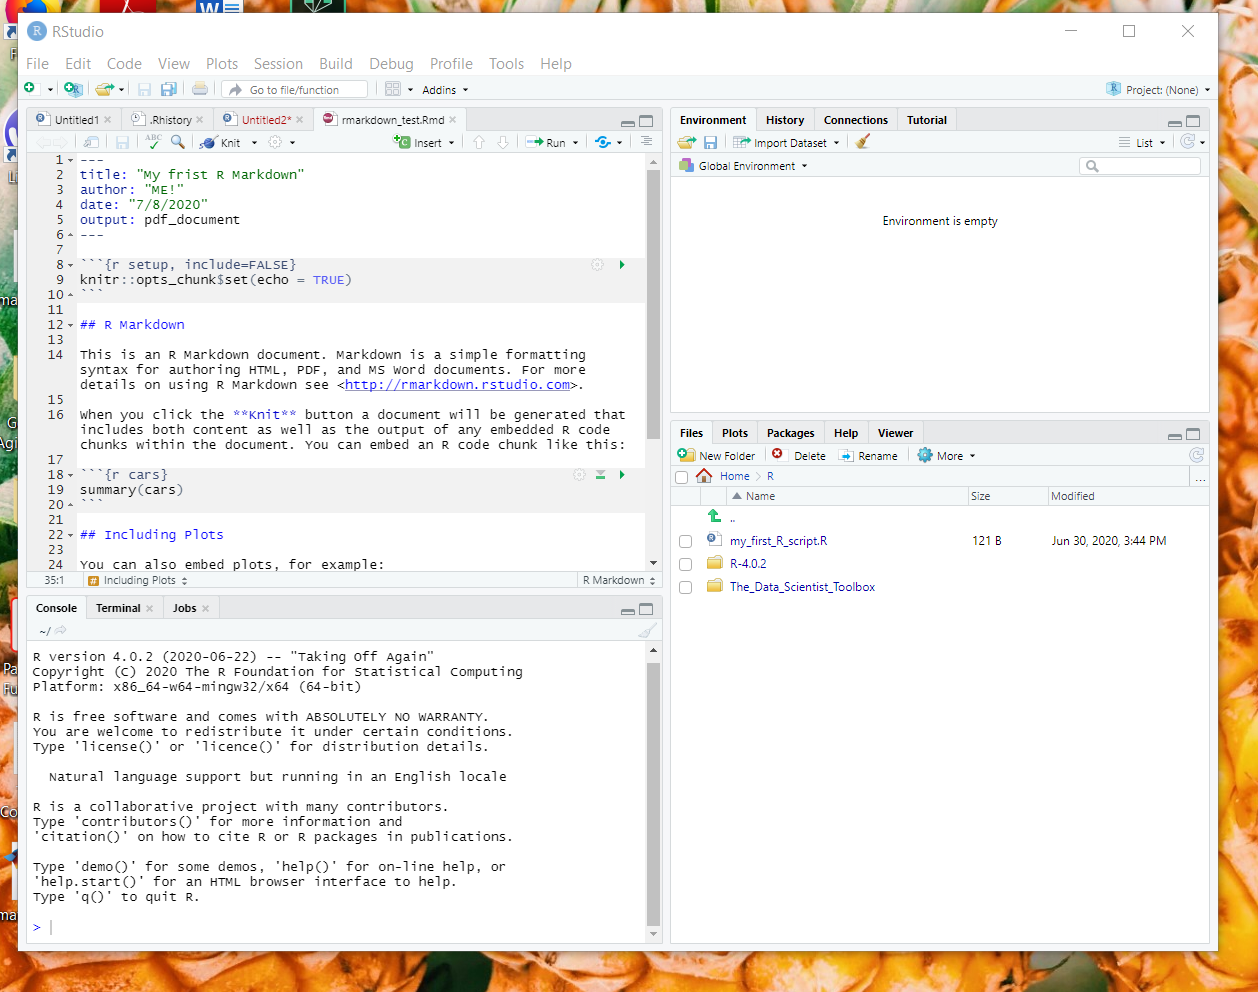 RStudio
File Edit Code View Plots Session Build Debug Profile Tools Help
Go to file/function Addins Project: (None)
Untitled1 .Rhistory Untitled2* rmarkdown_test.Rmd
ABC Knit Insert Run
1 ---
2 title: "My frist R Markdown"
3 author: "ME!"
4 date: "7/8/2020"
5 output: pdf_document
6 ---
7
8 ```{r setup, include=FALSE}
9 knitr::opts_chunk$set(echo = TRUE)
10 ```
11
12 ## R Markdown
13
14 This is an R Markdown document. Markdown is a simple formatting
syntax for authoring HTML, PDF, and MS Word documents. For more
details on using R Markdown see <http://rmarkdown.rstudio.com>.
15
16 When you click the **Knit** button a document will be generated that
includes both content as well as the output of any embedded R code
chunks within the document. You can embed an R code chunk like this:
17
18 ```{r cars}
19 summary(cars)
20 ```
21
22 ## Including Plots
23
24 You can also embed plots, for example:
35:1 # Including Plots R Markdown
Console Terminal Jobs
~/
R version 4.0.2 (2020-06-22) -- "Taking Off Again"
Copyright (C) 2020 The R Foundation for Statistical Computing
Platform: x86_64-w64-mingw32/x64 (64-bit)
R is free software and comes with ABSOLUTELY NO WARRANTY.
You are welcome to redistribute it under certain conditions.
Type 'license()' or 'licence()' for distribution details.
Natural language support but running in an English locale
R is a collaborative project with many contributors.
Type 'contributors()' for more information and
'citation()' on how to cite R or R packages in publications.
Type 'demo()' for some demos, 'help()' for on-line help, or
'help.start()' for an HTML browser interface to help.
Type 'q()' to quit R.
>
Environment History Connections Tutorial
Import Dataset List
Global Environment
Environment is empty
Files Plots Packages Help Viewer
New Folder Delete Rename More
Home R ...
Name Size Modified
..
my_first_R_script.R 121 B Jun 30, 2020, 3:44 PM
R-4.0.2
The_Data_Scientist_Toolbox